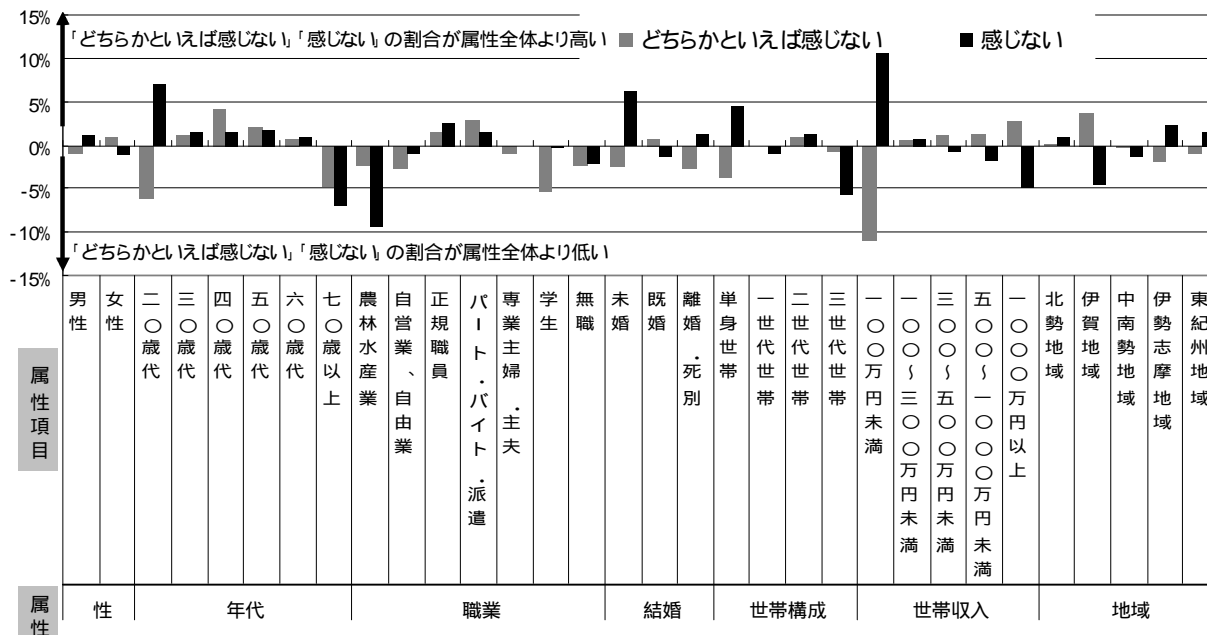 15%
「どちらかといえば感じない」「感じない」の割合が属性全体より高い
どちらかといえば感じない
感じない
10%
5%
0%
-5%
-10%
「どちらかといえば感じない」「感じない」の割合が属性全体より低い
-15%
属性項目
男性
女性
二〇歳代
三〇歳代
四〇歳代
五〇歳代
六〇歳代
七〇歳以上
農林水産業
自営業、自由業
正規職員
パート・バイト・派遣
専業主婦・主夫
学生
無職
未婚
既婚
離婚・死別
単身世帯
一世代世帯
二世代世帯
三世代世帯
一〇〇万円未満
一〇〇～三〇〇万円未満
三〇〇～五〇〇万円未満
五〇〇～一〇〇〇万円未満
一〇〇〇万円以上
北勢地域
伊賀地域
中南勢地域
伊勢志摩地域
東紀州地域
属性
性
年代
職業
結婚
世帯構成
世帯収入
地域